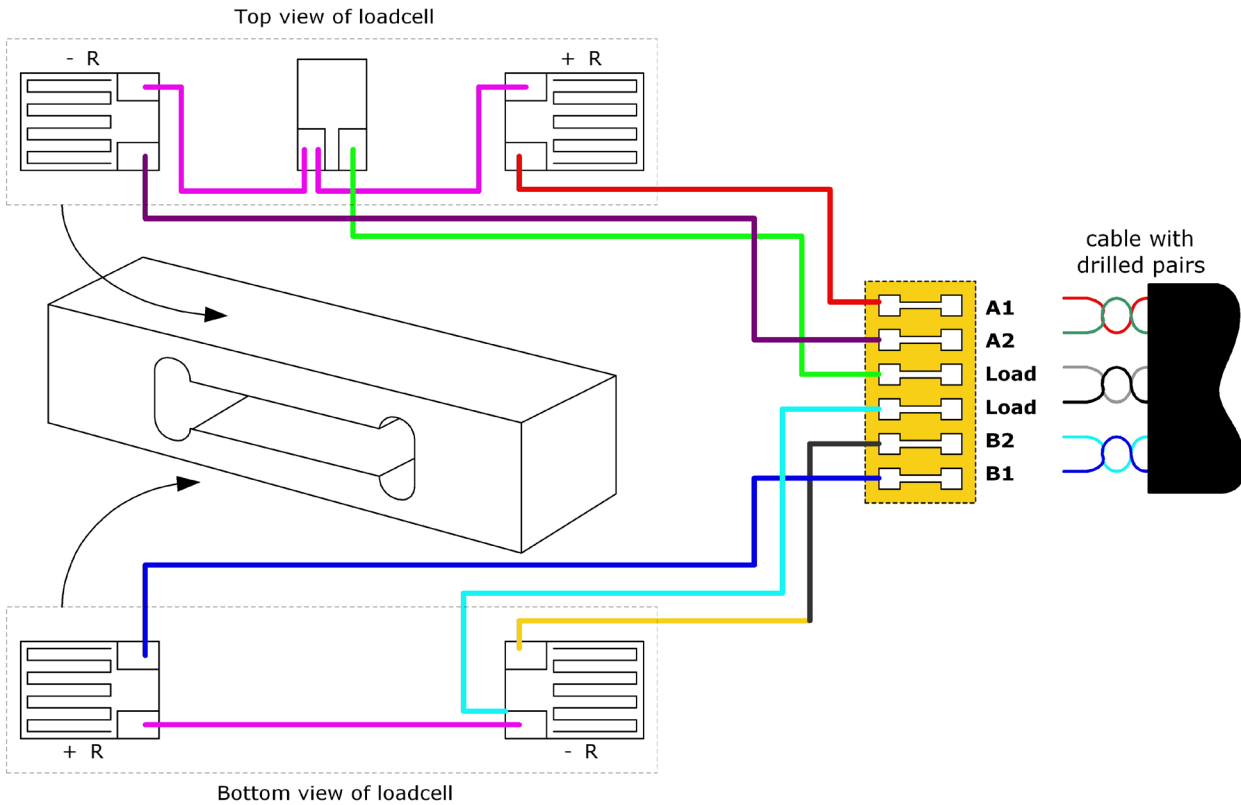 Top view of loadcell
- R
+ R
cable with
drilled pairs
A1
A2
Load
Load
B2
B1
+ R
- R
Bottom view of loadcell